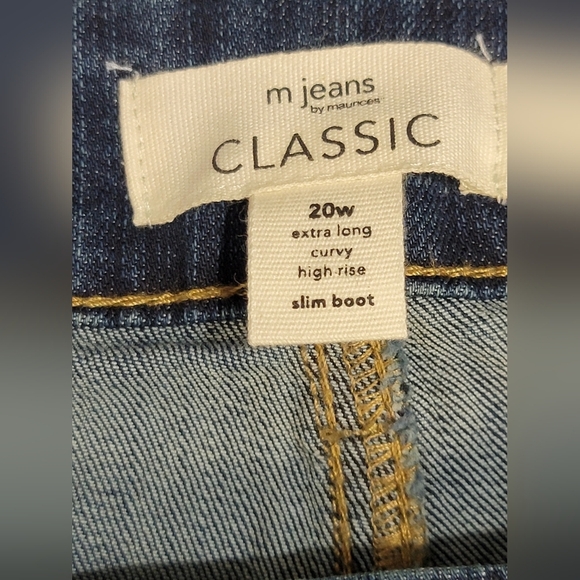 m jeans
by maurices
CLASSIC
20w
extra long
curvy
high rise
slim boot